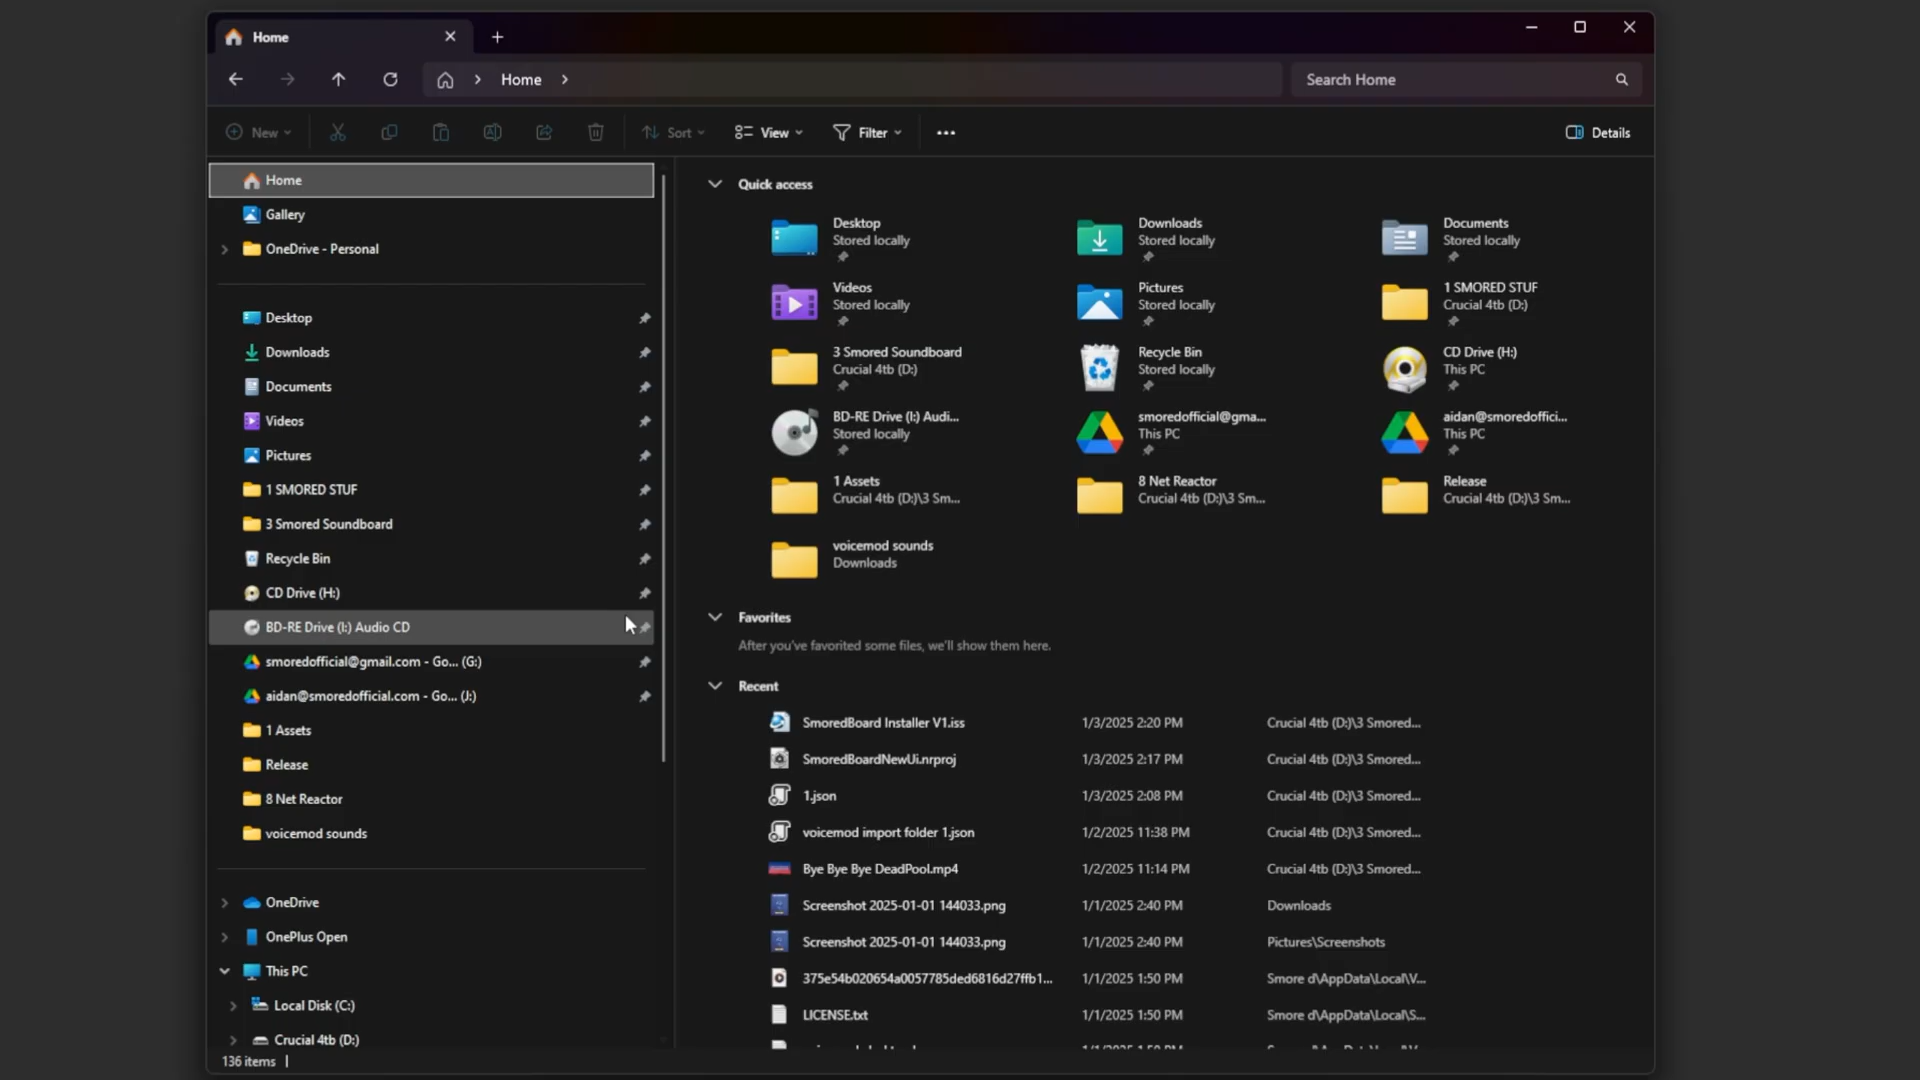 Home
Home
Search Home
New
Sort
View
Filter
Details
Home
Gallery
OneDrive - Personal
Desktop
Downloads
Documents
Videos
Pictures
1 SMORED STUF
3 Smored Soundboard
Recycle Bin
CD Drive (H:)
BD-RE Drive (I:) Audio CD
smoredofficial@gmail.com - Go... (G:)
aidan@smoredofficial.com - Go... (J:)
1 Assets
Release
8 Net Reactor
voicemod sounds
OneDrive
OnePlus Open
This PC
Local Disk (C:)
Crucial 4tb (D:)
136 items
Quick access
Desktop
Stored locally
Downloads
Stored locally
Documents
Stored locally
Videos
Stored locally
Pictures
Stored locally
1 SMORED STUF
Crucial 4tb (D:)
3 Smored Soundboard
Crucial 4tb (D:)
Recycle Bin
Stored locally
CD Drive (H:)
This PC
BD-RE Drive (I:) Audi...
Stored locally
smoredofficial@gma...
This PC
aidan@smoredoffici...
This PC
1 Assets
Crucial 4tb (D:)\3 Sm...
8 Net Reactor
Crucial 4tb (D:)\3 Sm...
Release
Crucial 4tb (D:)\3 Sm...
voicemod sounds
Downloads
Favorites
After you've favorited some files, we'll show them here.
Recent
SmoredBoard Installer V1.iss 1/3/2025 2:20 PM Crucial 4tb (D:)\3 Smored...
SmoredBoardNewUi.nrproj 1/3/2025 2:17 PM Crucial 4tb (D:)\3 Smored...
1.json 1/3/2025 2:08 PM Crucial 4tb (D:)\3 Smored...
voicemod import folder 1.json 1/2/2025 11:38 PM Crucial 4tb (D:)\3 Smored...
Bye Bye Bye DeadPool.mp4 1/2/2025 11:14 PM Crucial 4tb (D:)\3 Smored...
Screenshot 2025-01-01 144033.png 1/1/2025 2:40 PM Downloads
Screenshot 2025-01-01 144033.png 1/1/2025 2:40 PM Pictures\Screenshots
375e54b020654a0057785ded6816d27ffb1... 1/1/2025 1:50 PM Smore d\AppData\Local\V...
LICENSE.txt 1/1/2025 1:50 PM Smore d\AppData\Local\S...